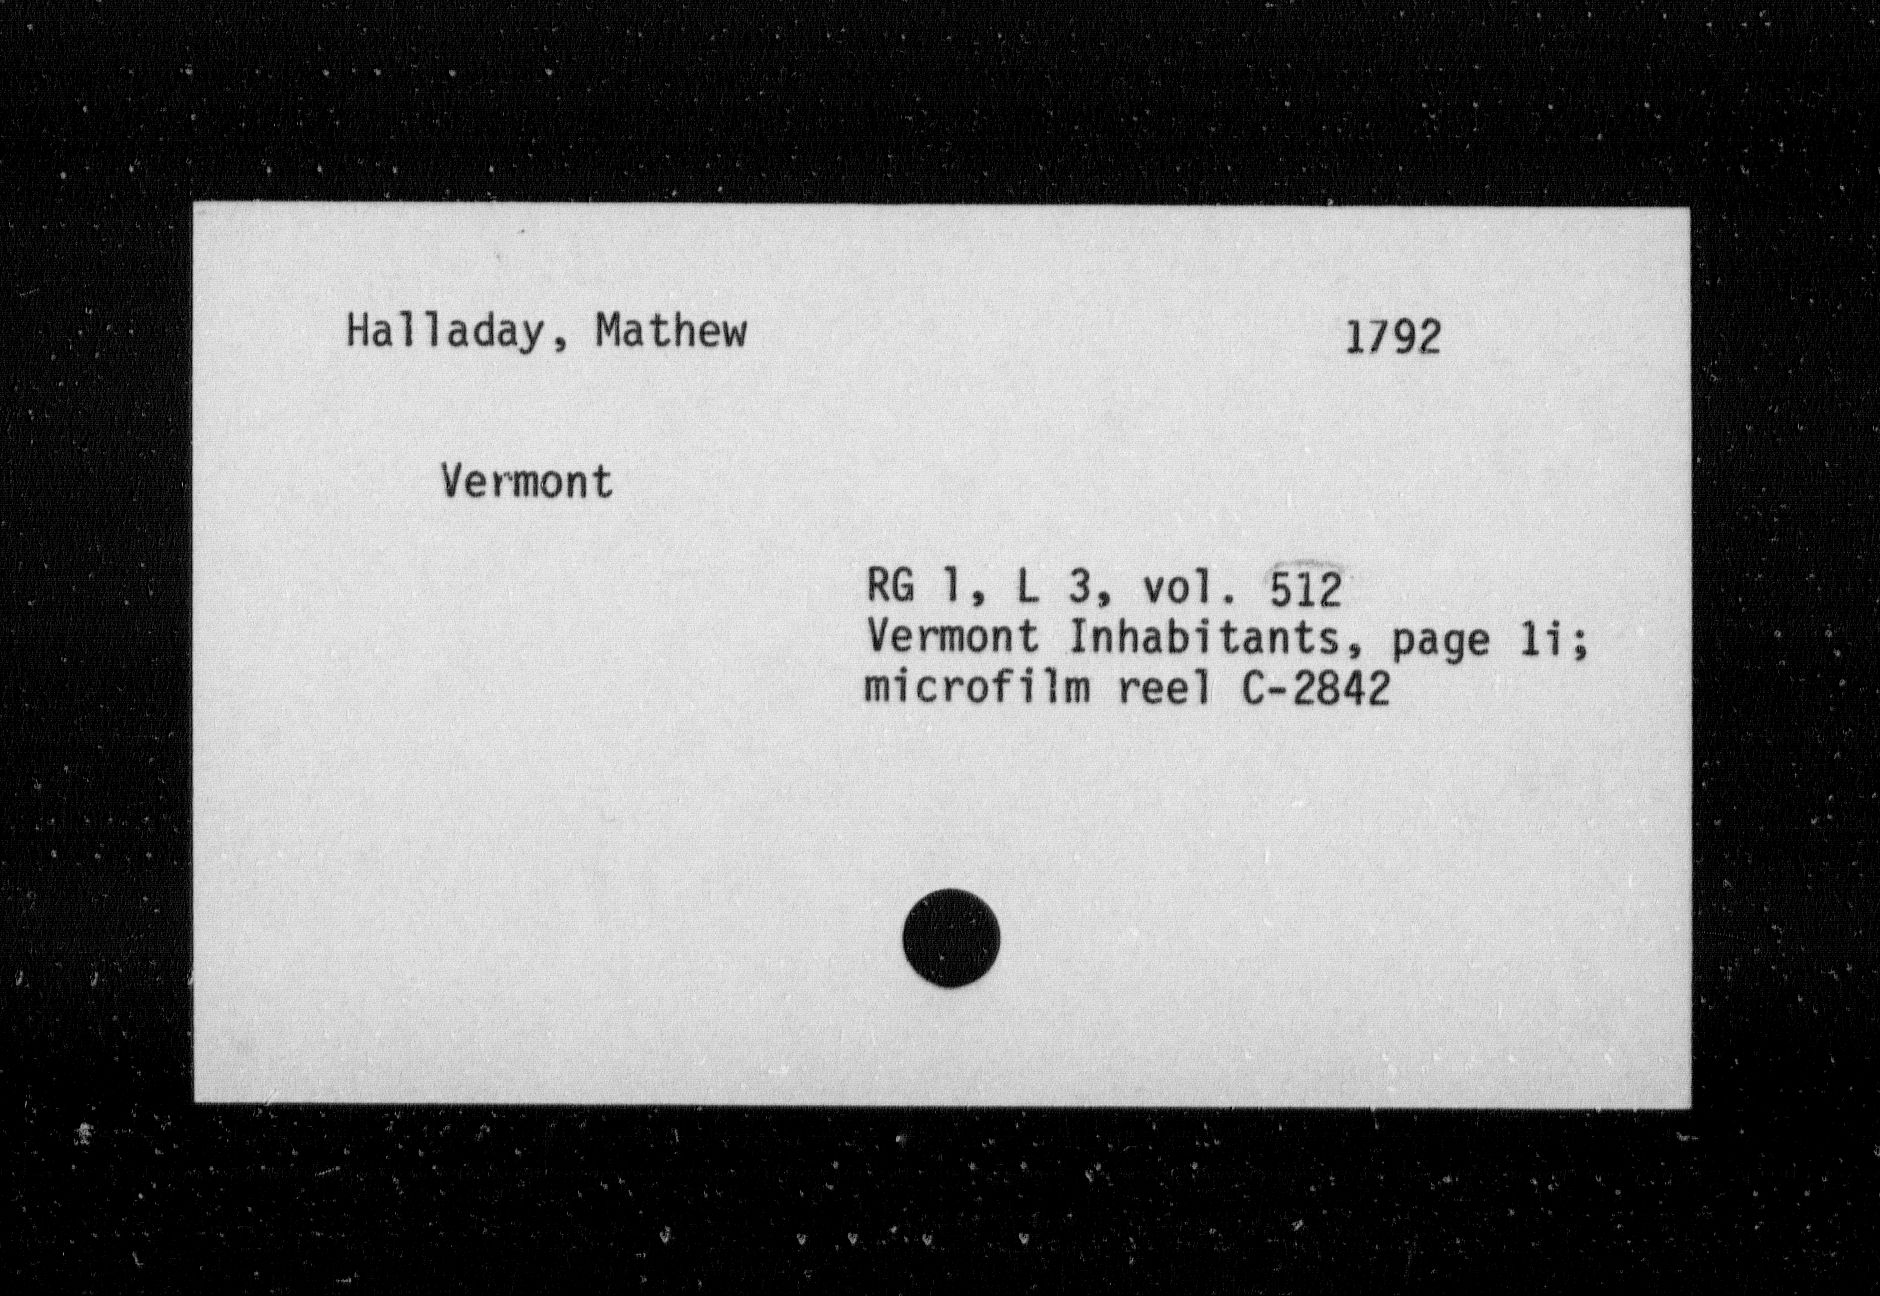 Halladay, Mathew 1792
Vermont
RG 1, L 3, vol. 512
Vermont Inhabitants, page li;
microfilm reel C-2842